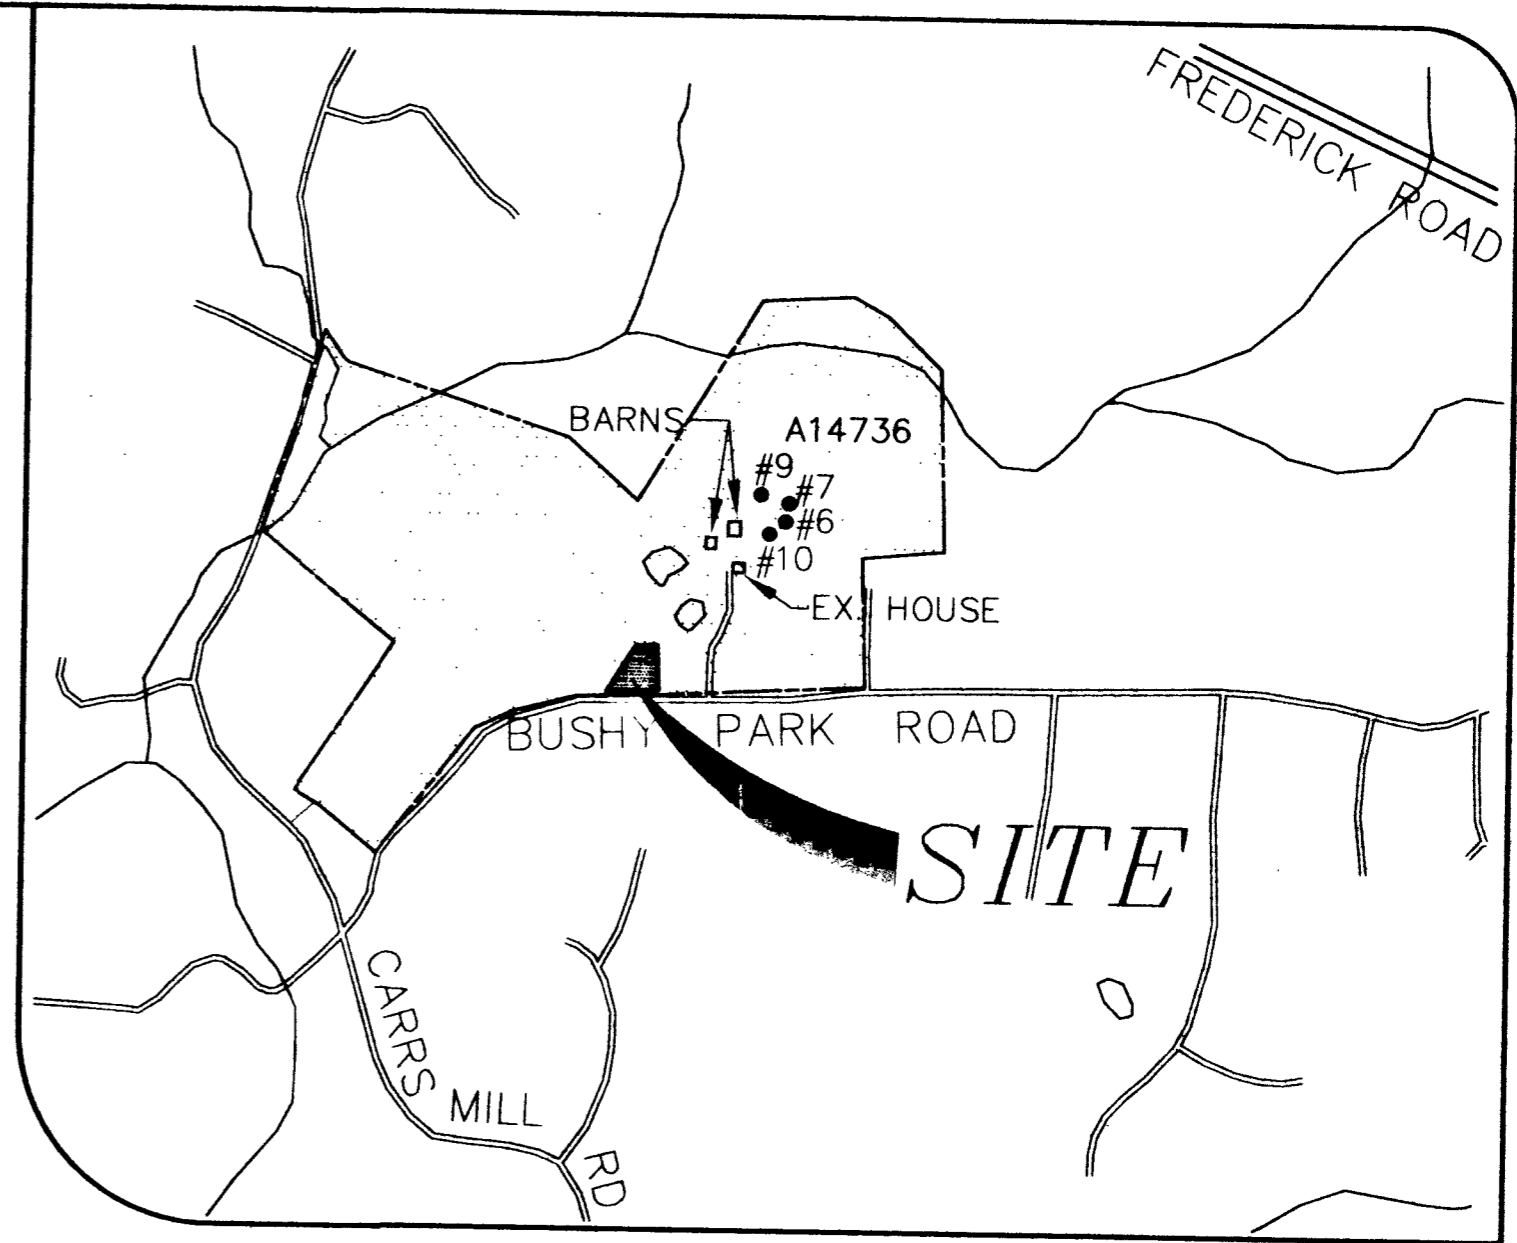 FREDERICK ROAD
BARNS
A14736
#9
#7
#6
#10
EX. HOUSE
BUSHY PARK ROAD
SITE
CARRS MILL RD